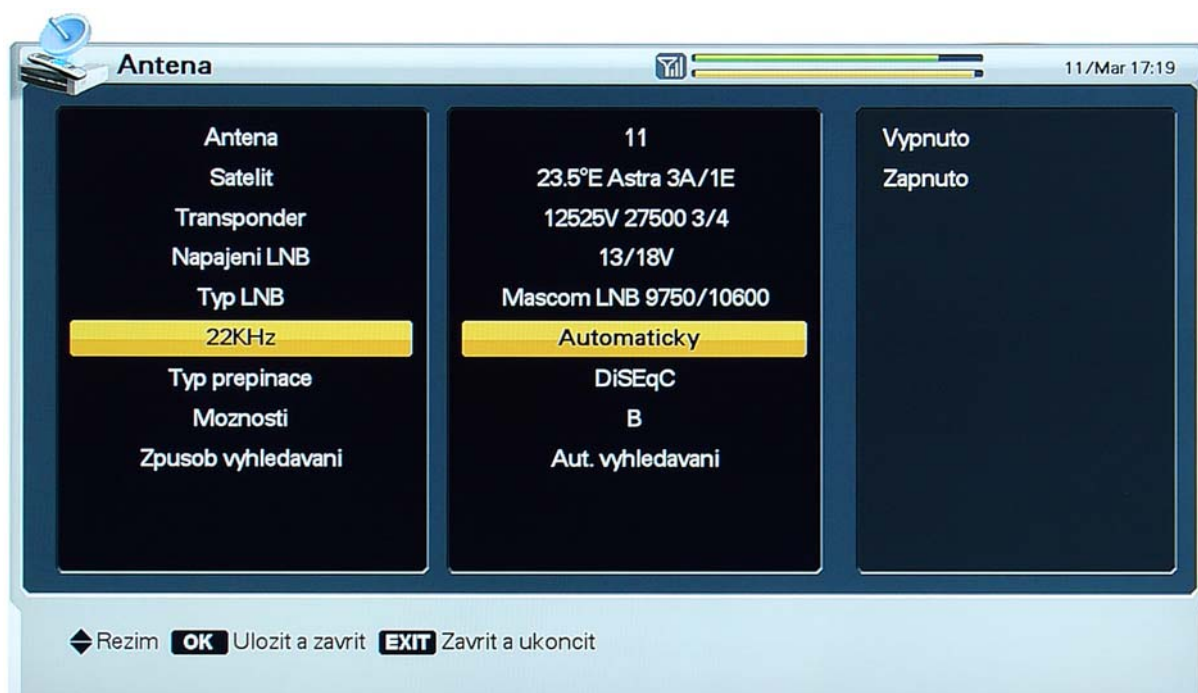 Antena
11/Mar 17:19
Antena 11
Satelit 23.5°E Astra 3A/1E
Transponder 12525V 27500 3/4
Napajeni LNB 13/18V
Typ LNB Mascom LNB 9750/10600
22KHz Automaticky
Typ prepinace DiSEqC
Moznosti B
Zpusob vyhledavani Aut. vyhledavani
Vypnuto
Zapnuto
Rezim OK Ulozit a zavrit EXIT Zavrit a ukoncit